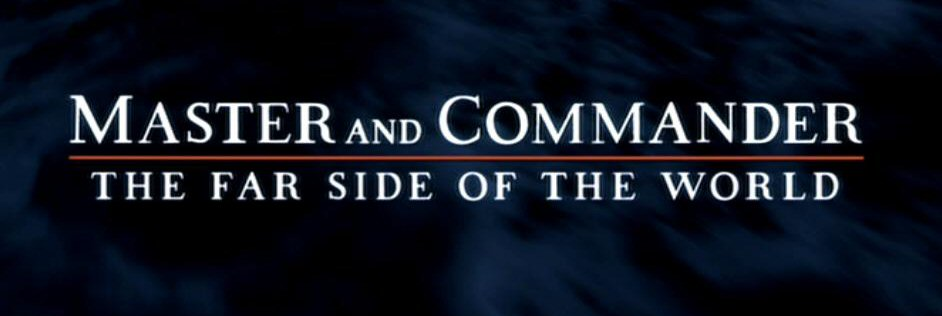 MASTER AND COMMANDER
THE FAR SIDE OF THE WORLD